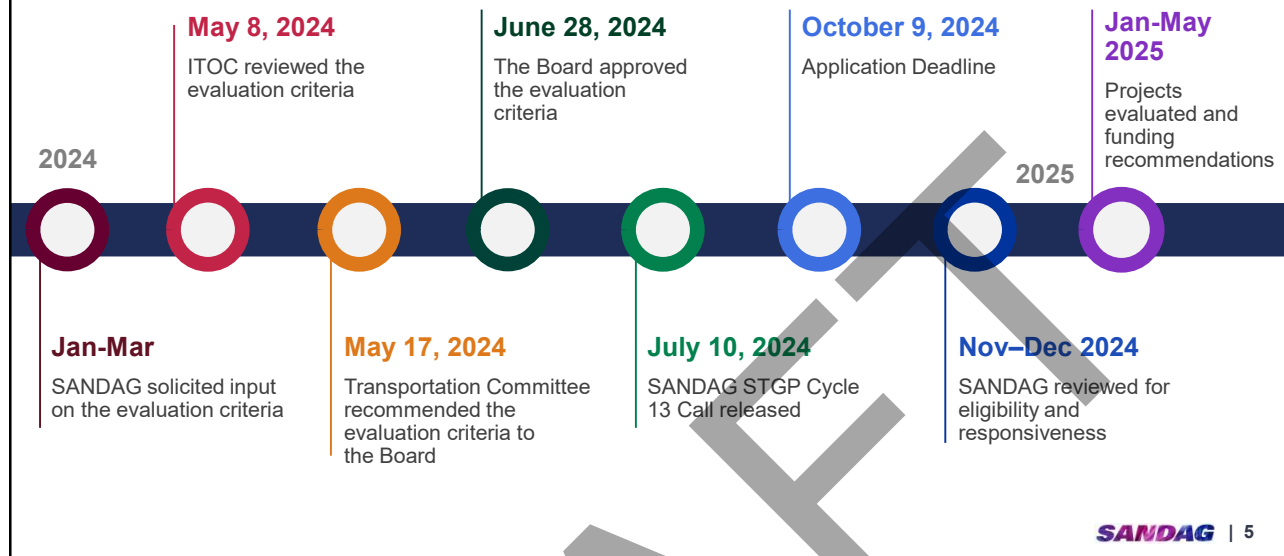 May 8, 2024
ITOC reviewed the
evaluation criteria
June 28, 2024
The Board approved
the evaluation
criteria
October 9, 2024
Application Deadline
Jan-May
2025
Projects
evaluated and
funding
recommendations
2024
2025
Jan-Mar
SANDAG solicited input
on the evaluation criteria
May 17, 2024
Transportation Committee
recommended the
evaluation criteria to
the Board
July 10, 2024
SANDAG STGP Cycle
13 Call released
Nov–Dec 2024
SANDAG reviewed for
eligibility and
responsiveness
SANDAG | 5